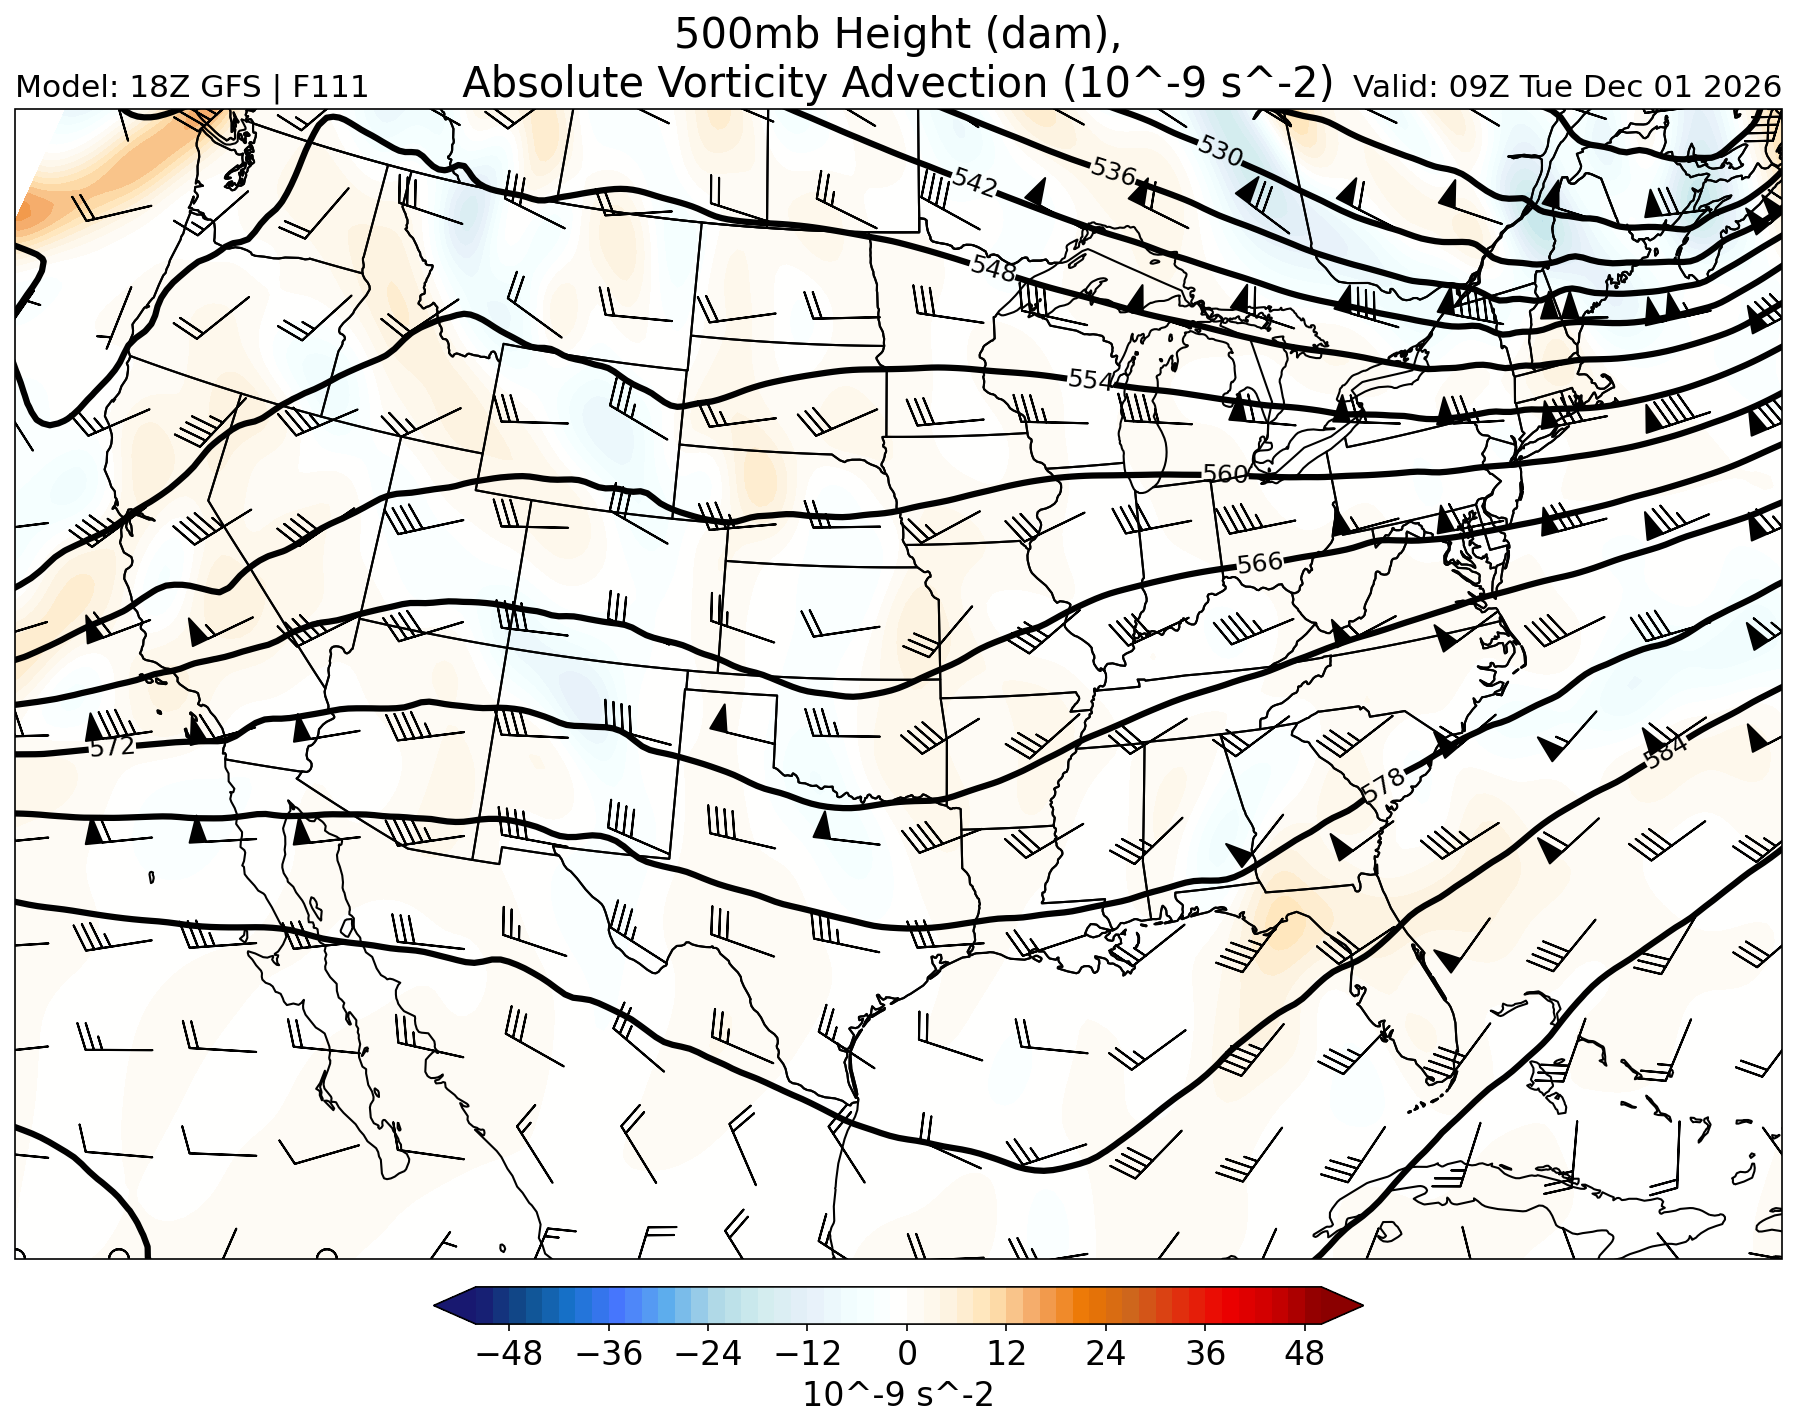 500mb Height (dam),
Model: 18Z GFS | F111
Absolute Vorticity Advection (10^-9 s^-2)
Valid: 09Z Tue Dec 01 2026
530
536
542
548
554
560
566
572
578
584
−48 −36 −24 −12 0 12 24 36 48
10^-9 s^-2